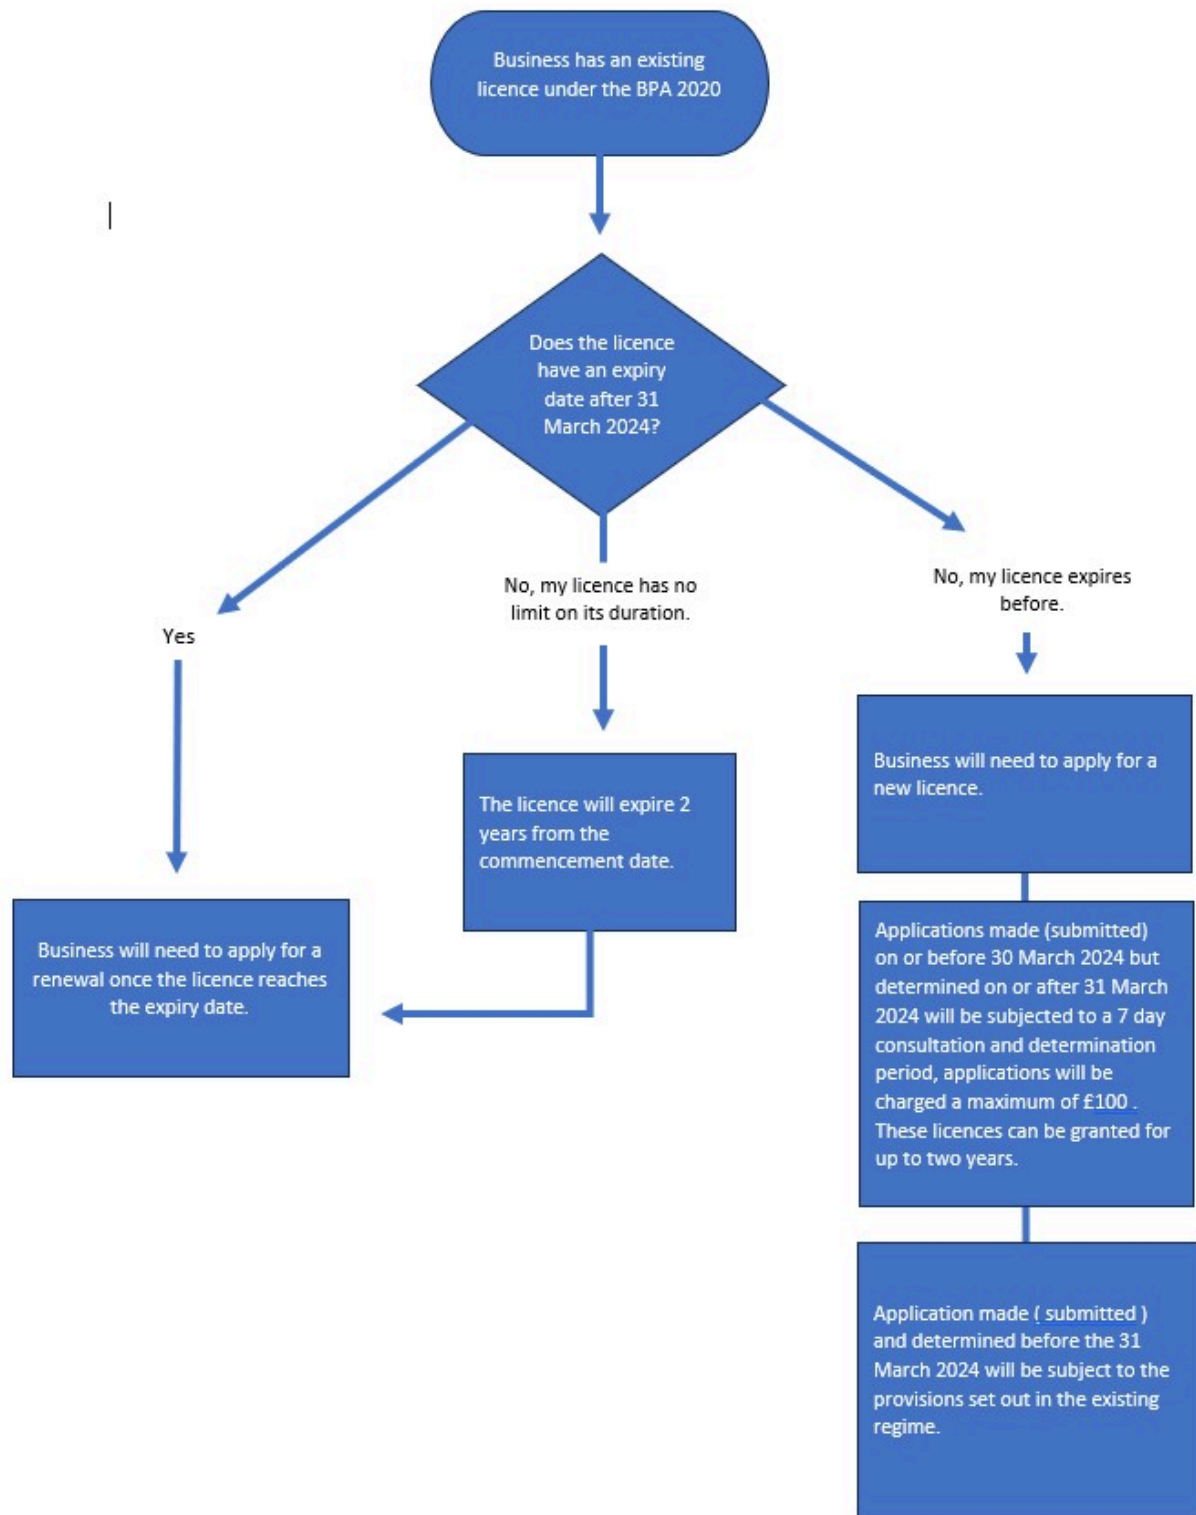 Business has an existing
licence under the BPA 2020
Does the licence
have an expiry
date after 31
March 2024?
Yes
No, my licence has no
limit on its duration.
No, my licence expires
before.
Business will need to apply for a
renewal once the licence reaches
the expiry date.
The licence will expire 2
years from the
commencement date.
Business will need to apply for a
new licence.
Applications made (submitted)
on or before 30 March 2024 but
determined on or after 31 March
2024 will be subjected to a 7 day
consultation and determination
period, applications will be
charged a maximum of £100 .
These licences can be granted for
up to two years.
Application made ( submitted )
and determined before the 31
March 2024 will be subject to the
provisions set out in the existing
regime.